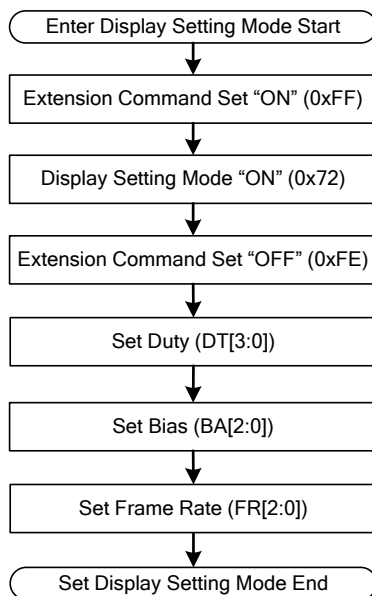 Enter Display Setting Mode Start
Extension Command Set “ON” (0xFF)
Display Setting Mode “ON” (0x72)
Extension Command Set “OFF” (0xFE)
Set Duty (DT[3:0])
Set Bias (BA[2:0])
Set Frame Rate (FR[2:0])
Set Display Setting Mode End